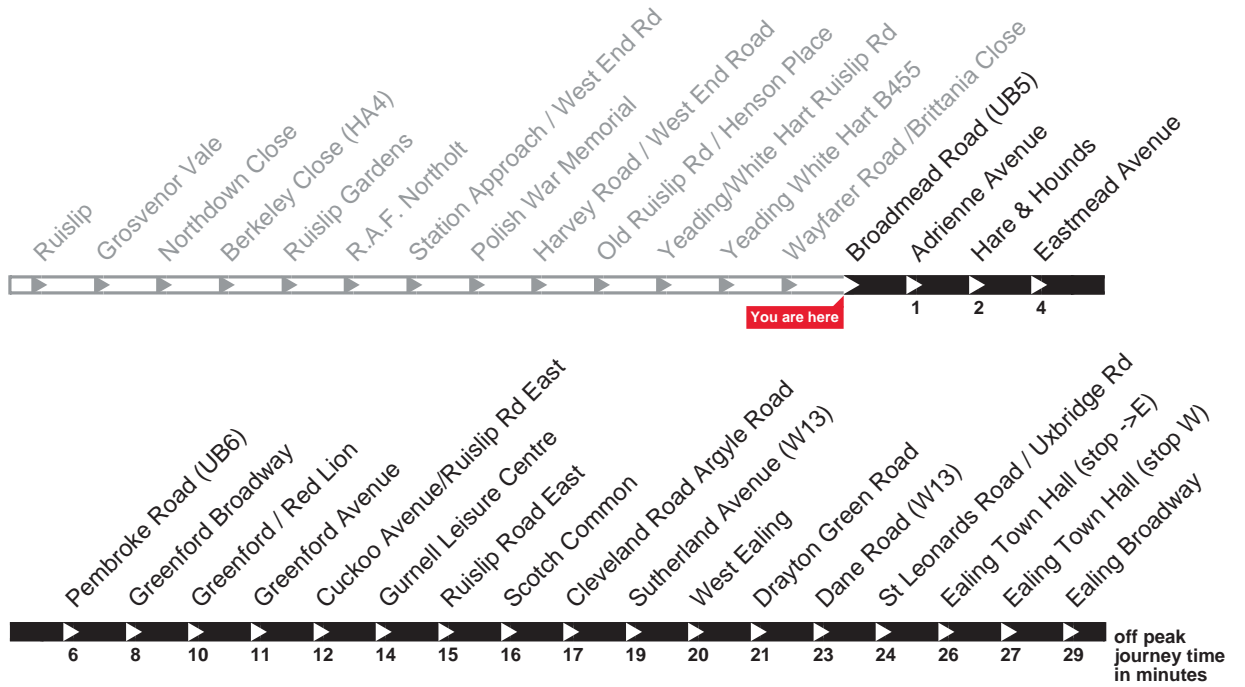 Ruislip
Grosvenor Vale
Northdown Close
Berkeley Close (HA4)
Ruislip Gardens
R.A.F. Northolt
Station Approach / West End Rd
Polish War Memorial
Harvey Road / West End Road
Old Ruislip Rd / Henson Place
Yeading/White Hart Ruislip Rd
Yeading White Hart B455
Wayfarer Road /Brittania Close
Broadmead Road (UB5)
Adrienne Avenue
Hare & Hounds
Eastmead Avenue
You are here
1
2
4
Pembroke Road (UB6)
Greenford Broadway
Greenford / Red Lion
Greenford Avenue
Cuckoo Avenue/Ruislip Rd East
Gurnell Leisure Centre
Ruislip Road East
Scotch Common
Cleveland Road Argyle Road
Sutherland Avenue (W13)
West Ealing
Drayton Green Road
Dane Road (W13)
St Leonards Road / Uxbridge Rd
Ealing Town Hall (stop ->E)
Ealing Town Hall (stop W)
Ealing Broadway
6
8
10
11
12
14
15
16
17
19
20
21
23
24
26
27
29
off peak
journey time
in minutes